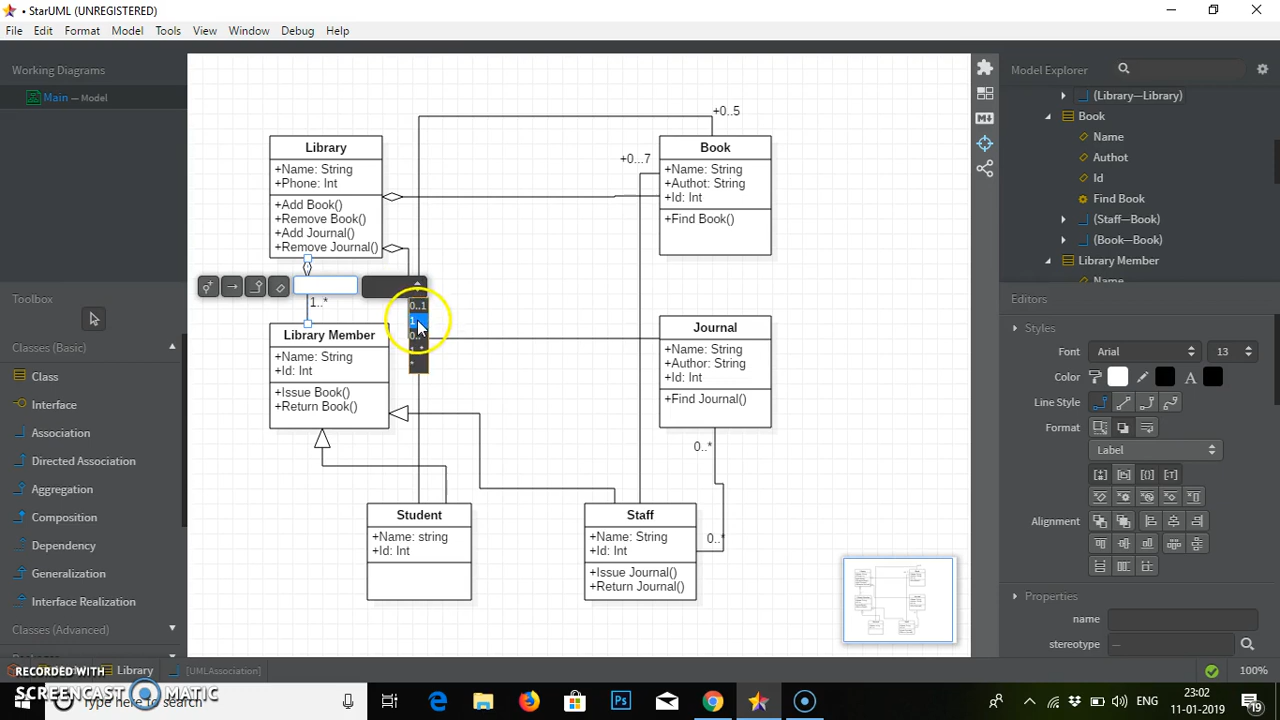 StarUML (UNREGISTERED)
File Edit Format Model Tools View Window Debug Help
Working Diagrams
Main — Model
Toolbox
Classes (Basic)
Class
Interface
Association
Directed Association
Aggregation
Composition
Dependency
Generalization
Interface Realization
Classes (Advanced)
+0..5
Library
+Name: String
+Phone: Int
+Add Book()
+Remove Book()
+Add Journal()
+Remove Journal()
+0...7
Book
+Name: String
+Authot: String
+Id: Int
+Find Book()
1..*
0..1
1
0..
*
Library Member
+Name: String
+Id: Int
+Issue Book()
+Return Book()
Journal
+Name: String
+Author: String
+Id: Int
+Find Journal()
0..*
0..*
Student
+Name: string
+Id: Int
Staff
+Name: String
+Id: Int
+Issue Journal()
+Return Journal()
Model Explorer
(Library—Library)
Book
Name
Authot
Id
Find Book
(Staff—Book)
(Book—Book)
Library Member
Name
Editors
Styles
Font Arial 13
Color A
Line Style
Format
Label
Alignment
Properties
name
stereotype —
Library [UMLAssociation] 100%
RECORDED WITH
SCREENCAST MATIC
Type here to search
ENG 23:02
11-01-2019 19